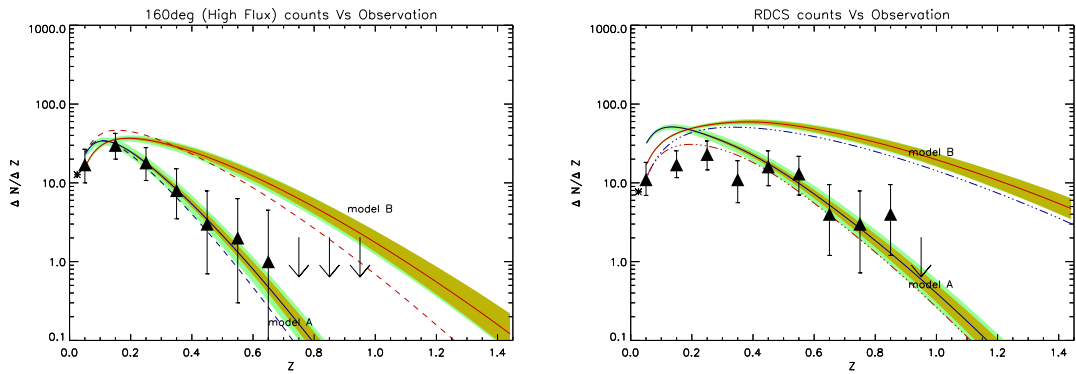 160deg (High Flux) counts Vs Observation
1000.0
100.0
10.0
1.0
0.1
Δ N/Δ Z
model B
model A
0.0 0.2 0.4 0.6 0.8 1.0 1.2 1.4
Z
RDCS counts Vs Observation
1000.0
100.0
10.0
1.0
0.1
Δ N/Δ Z
model B
model A
0.0 0.2 0.4 0.6 0.8 1.0 1.2 1.4
Z